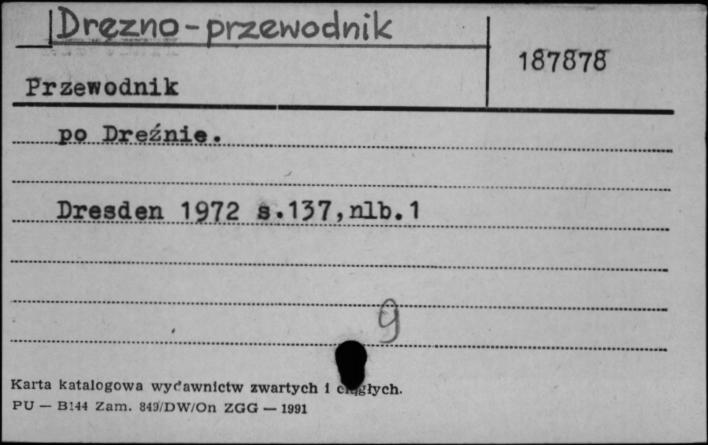 Drezno - przewodnik
187878
Przewodnik
po Dreźnie.
Dresden 1972 s.137,nlb.1
9
Karta katalogowa wydawnictw zwartych i ciągłych.
PU — B144 Zam. 849/DW/On ZGG — 1991